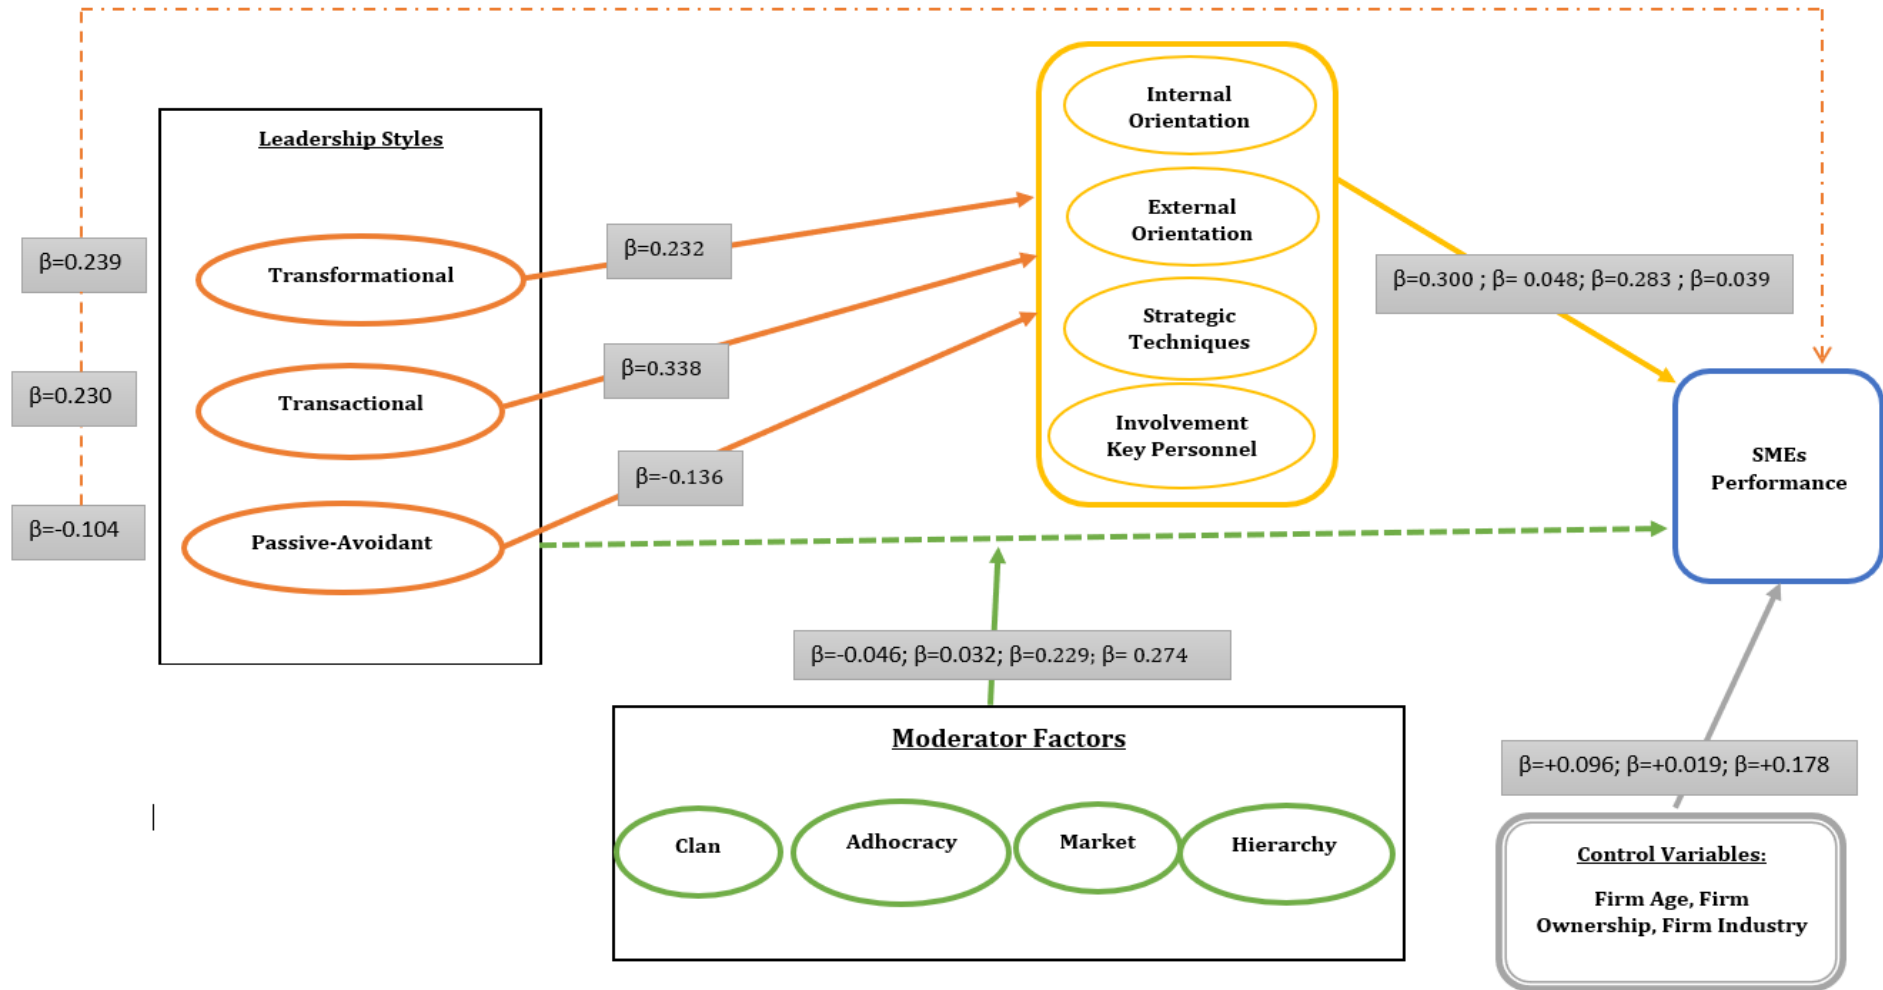 Leadership Styles
Transformational
Transactional
Passive-Avoidant
β=0.239
β=0.230
β=-0.104
β=0.232
β=0.338
β=-0.136
Internal
Orientation
External
Orientation
Strategic
Techniques
Involvement
Key Personnel
β=0.300 ; β= 0.048; β=0.283 ; β=0.039
SMEs
Performance
β=-0.046; β=0.032; β=0.229; β= 0.274
Moderator Factors
Clan
Adhocracy
Market
Hierarchy
β=+0.096; β=+0.019; β=+0.178
Control Variables:
Firm Age, Firm
Ownership, Firm Industry